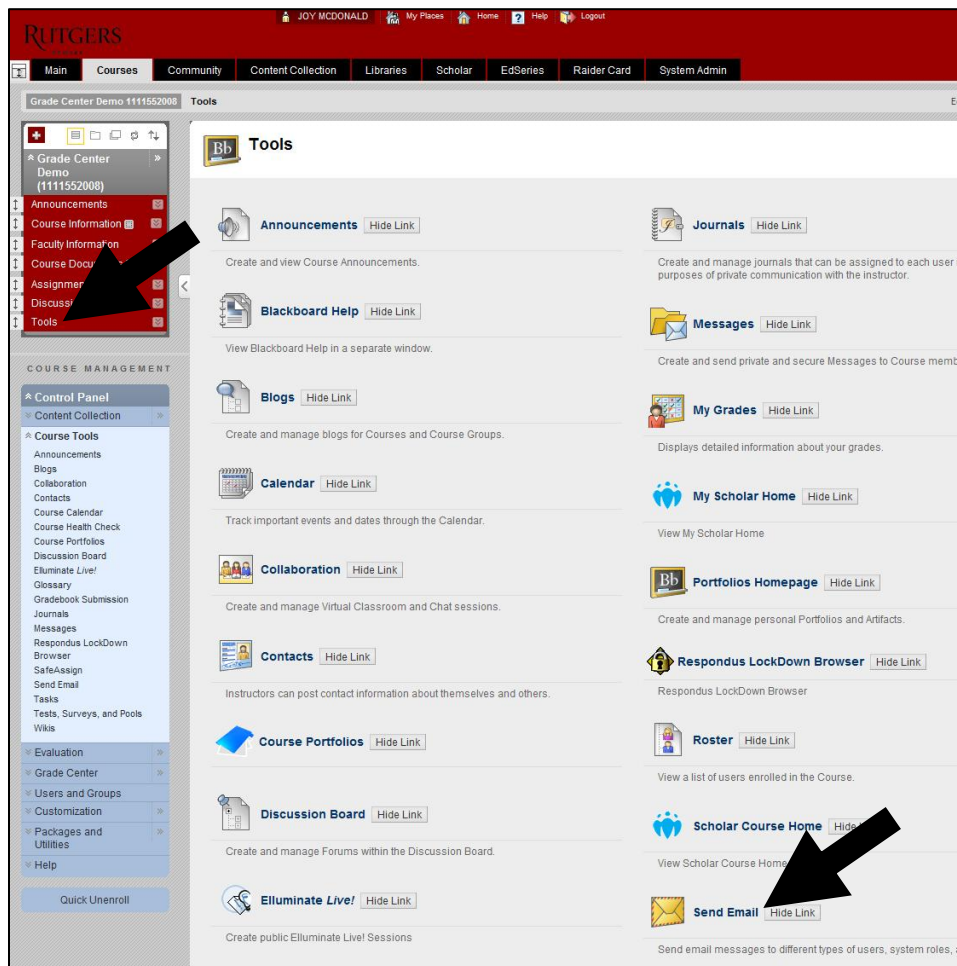 JOY MCDONALD My Places Home ? Help Logout
RUTGERS
Main Courses Community Content Collection Libraries Scholar EdSeries Raider Card System Admin
Grade Center Demo 1111552008 Tools
Grade Center
Demo
(1111552008)
Announcements
Course Information
Faculty Information
Course
Assignmen
Discuss
Tools
COURSE MANAGEMENT
Control Panel
Content Collection
Course Tools
Announcements
Blogs
Collaboration
Contacts
Course Calendar
Course Health Check
Course Portfolios
Discussion Board
Elluminate Live!
Glossary
Gradebook Submission
Journals
Messages
Respondus LockDown
Browser
SafeAssign
Send Email
Tasks
Tests, Surveys, and Pools
Wikis
Evaluation
Grade Center
Users and Groups
Customization
Packages and
Utilities
Help
Quick Unenroll
Bb Tools
Announcements Hide Link
Create and view Course Announcements.
Blackboard Help Hide Link
View Blackboard Help in a separate window.
Blogs Hide Link
Create and manage blogs for Courses and Course Groups.
Calendar Hide Link
Track important events and dates through the Calendar.
Collaboration Hide Link
Create and manage Virtual Classroom and Chat sessions.
Contacts Hide Link
Instructors can post contact information about themselves and others.
Course Portfolios Hide Link
Discussion Board Hide Link
Create and manage Forums within the Discussion Board.
Elluminate Live! Hide Link
Create public Elluminate Live! Sessions
Journals Hide Link
Create and manage journals that can be assigned to each user
purposes of private communication with the instructor.
Messages Hide Link
Create and send private and secure Messages to Course memb
My Grades Hide Link
Displays detailed information about your grades.
My Scholar Home Hide Link
View My Scholar Home
Bb Portfolios Homepage Hide Link
Create and manage personal Portfolios and Artifacts.
Respondus LockDown Browser Hide Link
Respondus LockDown Browser
Roster Hide Link
View a list of users enrolled in the Course.
Scholar Course Home Hide
View Scholar Course Home
Send Email Hide Link
Send email messages to different types of users, system roles,